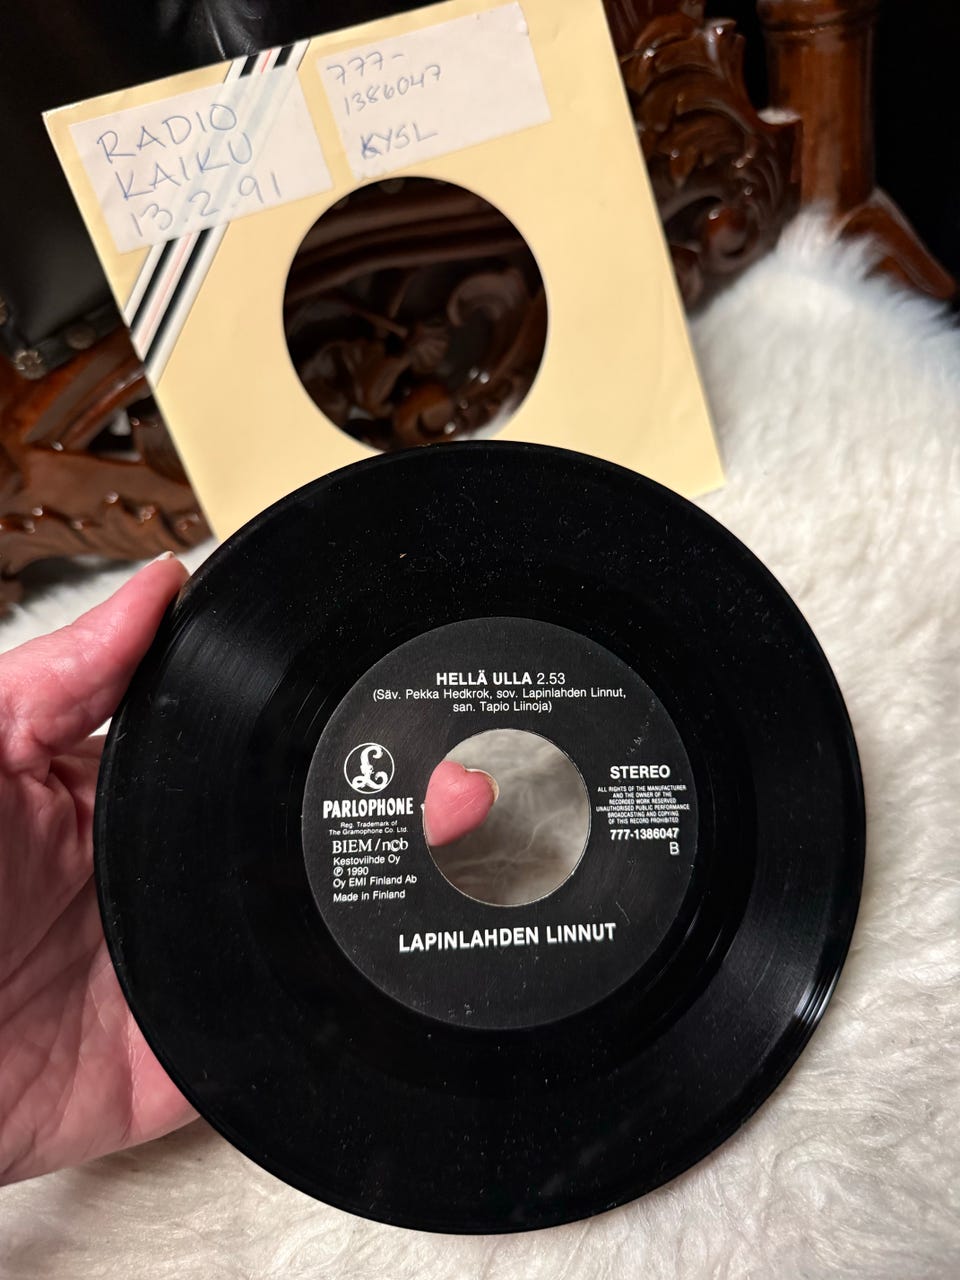 RADIO
KAIKU
13.2.91
777-
1386047
KYSL
HELLÄ ULLA 2.53
(Säv. Pekka Hedkrok, sov. Lapinlahden Linnut,
san. Tapio Liinoja)
£
PARLOPHONE
Reg. Trademark of
The Gramophone Co. Ltd.
BIEM/ncb
Kestoviihde Oy
℗ 1990
Oy EMI Finland Ab
Made in Finland
STEREO
ALL RIGHTS OF THE MANUFACTURER
AND THE OWNER OF THE
RECORDED WORK RESERVED
UNAUTHORISED PUBLIC PERFORMANCE
BROADCASTING AND COPYING
OF THIS RECORD PROHIBITED
777-1386047
B
LAPINLAHDEN LINNUT